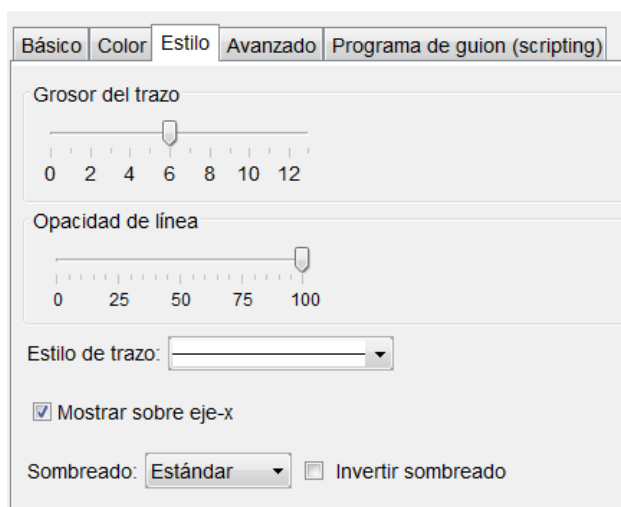 Básico Color Estilo Avanzado Programa de guion (scripting)
Grosor del trazo
0 2 4 6 8 10 12
Opacidad de línea
0 25 50 75 100
Estilo de trazo:
Mostrar sobre eje-x
Sombreado: Estándar Invertir sombreado